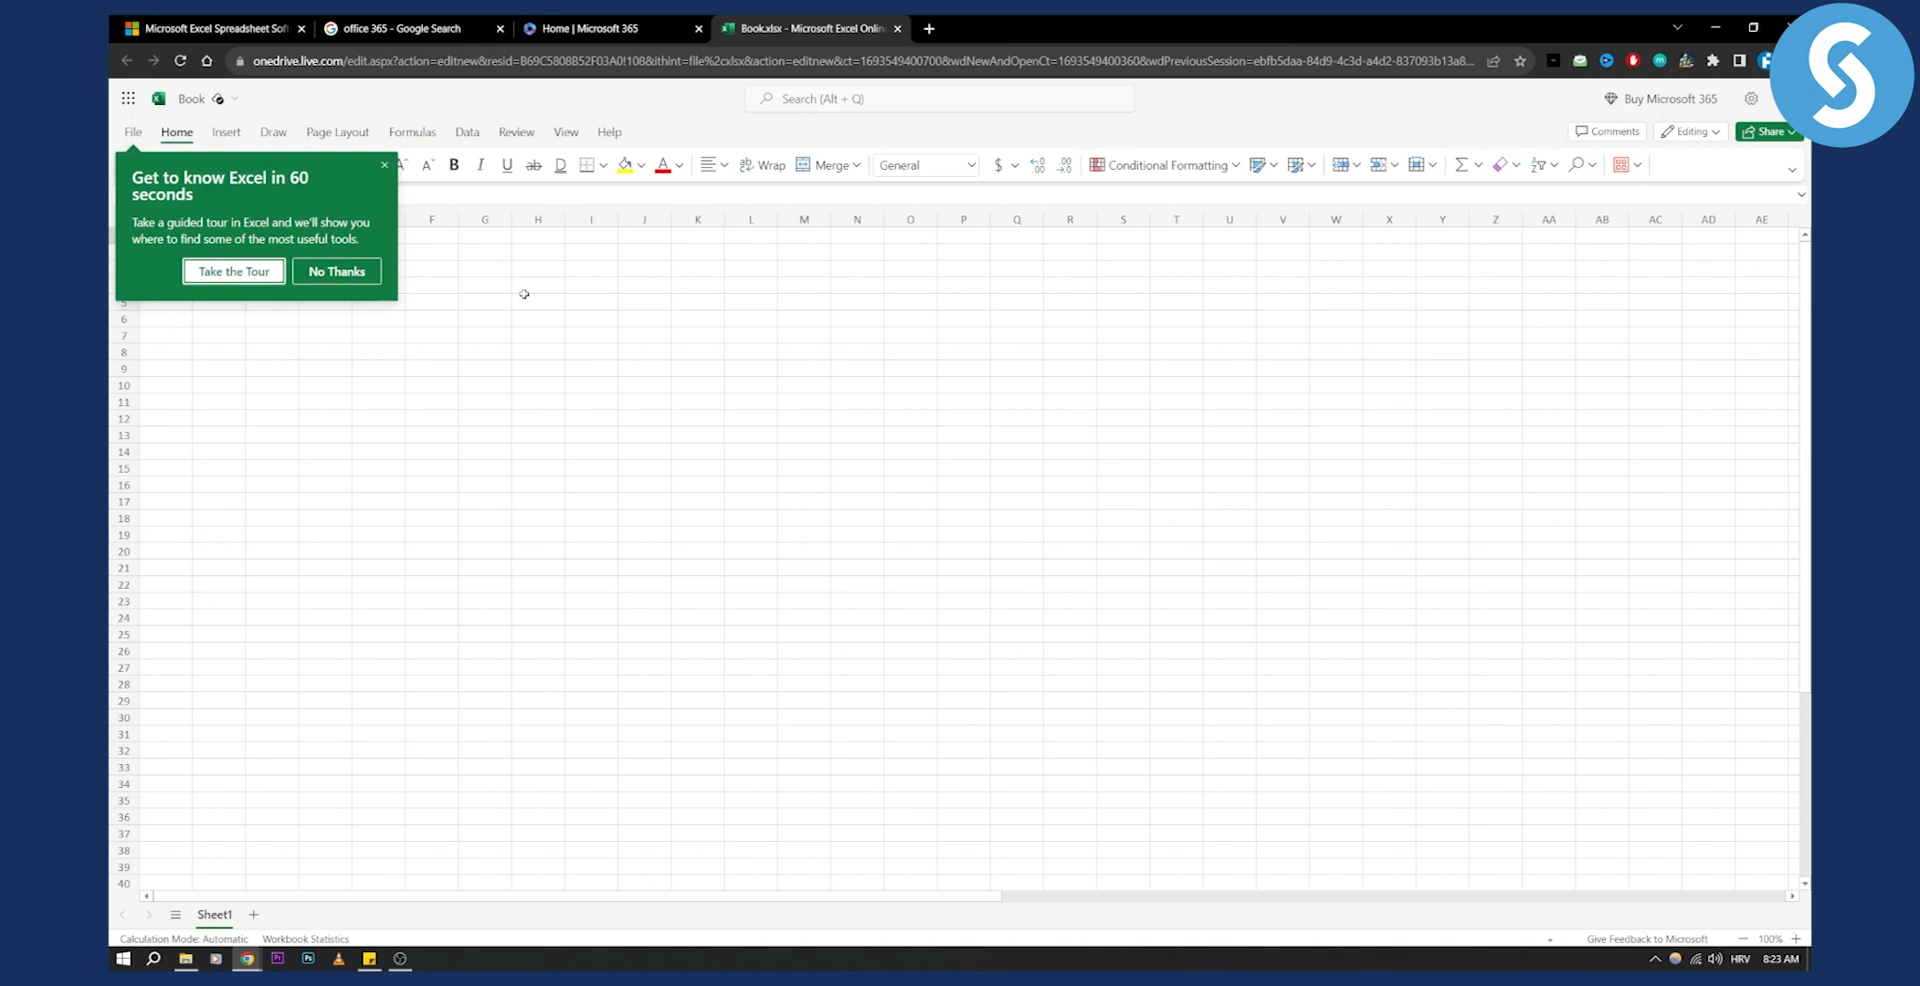 Microsoft Excel Spreadsheet Sof
office 365 - Google Search
Home | Microsoft 365
Book.xlsx - Microsoft Excel Onlin
onedrive.live.com/edit.aspx?action=editnew&resid=B69C5808B52F03A0!108&ithint=file%2cxlsx&action=editnew&ct=1693549400700&wdNewAndOpenCt=1693549400360&wdPreviousSession=ebfb5daa-84d9-4c3d-a4d2-837093b13a8...
Book
Search (Alt + Q)
Buy Microsoft 365
File Home Insert Draw Page Layout Formulas Data Review View Help
Comments Editing Share
Wrap Merge General $ Conditional Formatting
Get to know Excel in 60
seconds
Take a guided tour in Excel and we'll show you
where to find some of the most useful tools.
Take the Tour No Thanks
F G H I J K L M N O P Q R S T U V W X Y Z AA AB AC AD AE
5
6
7
8
9
10
11
12
13
14
15
16
17
18
19
20
21
22
23
24
25
26
27
28
29
30
31
32
33
34
35
36
37
38
39
40
Sheet1
Calculation Mode: Automatic Workbook Statistics
Give Feedback to Microsoft 100%
HRV 8:23 AM